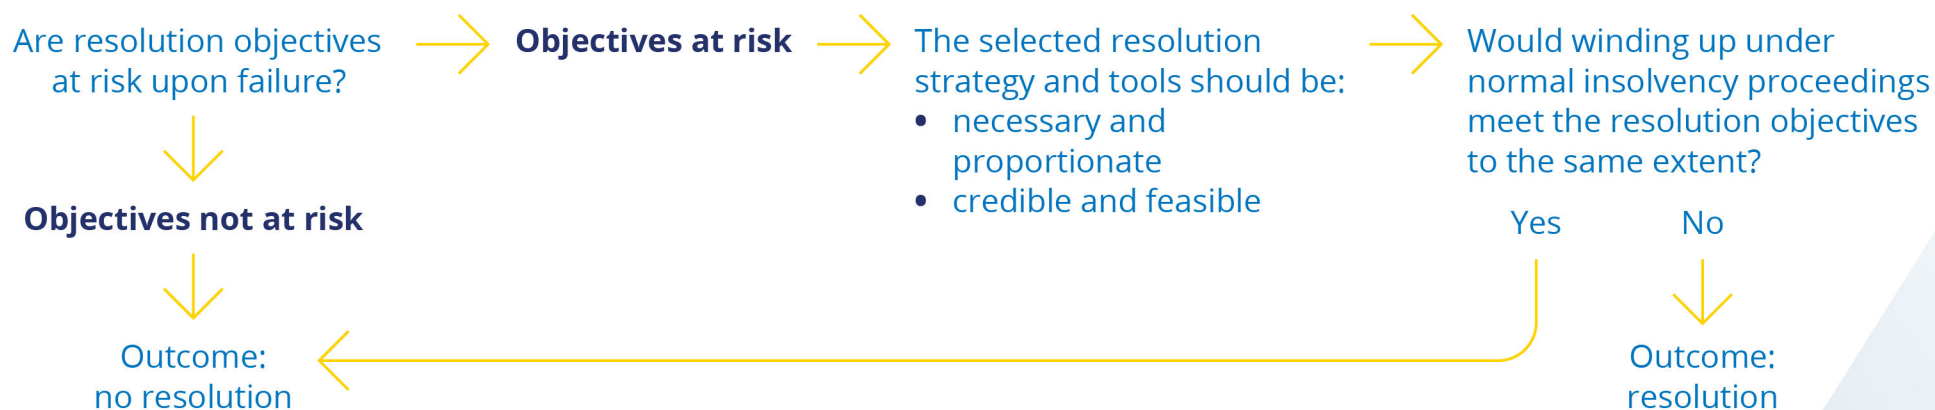 Are resolution objectives
at risk upon failure?
Objectives at risk
The selected resolution
strategy and tools should be:
• necessary and
proportionate
• credible and feasible
Would winding up under
normal insolvency proceedings
meet the resolution objectives
to the same extent?
Objectives not at risk
Yes
No
Outcome:
no resolution
Outcome:
resolution